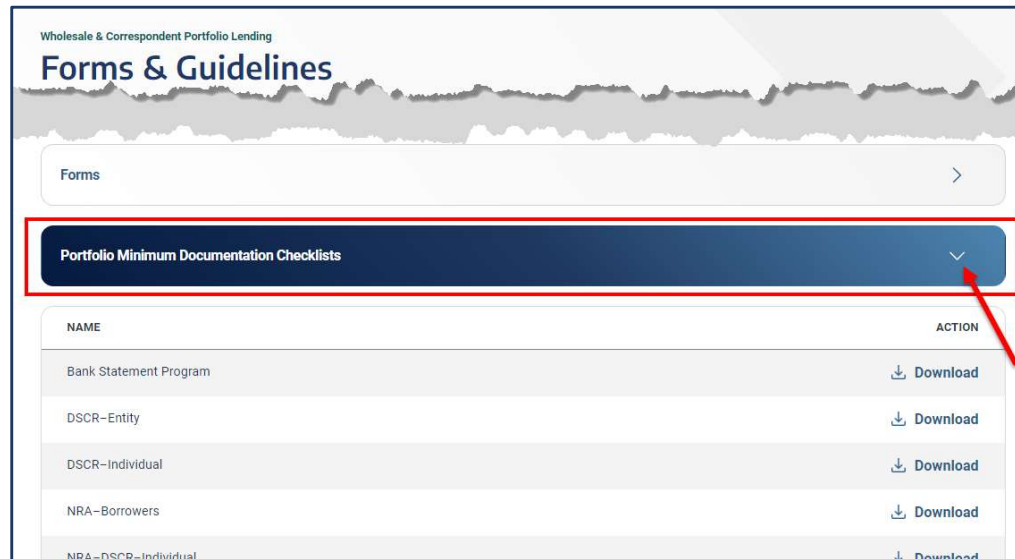 Wholesale & Correspondent Portfolio Lending
Forms & Guidelines
Forms
Portfolio Minimum Documentation Checklists
NAME ACTION
Bank Statement Program Download
DSCR–Entity Download
DSCR–Individual Download
NRA–Borrowers Download
NRA–DSCR–Individual Download